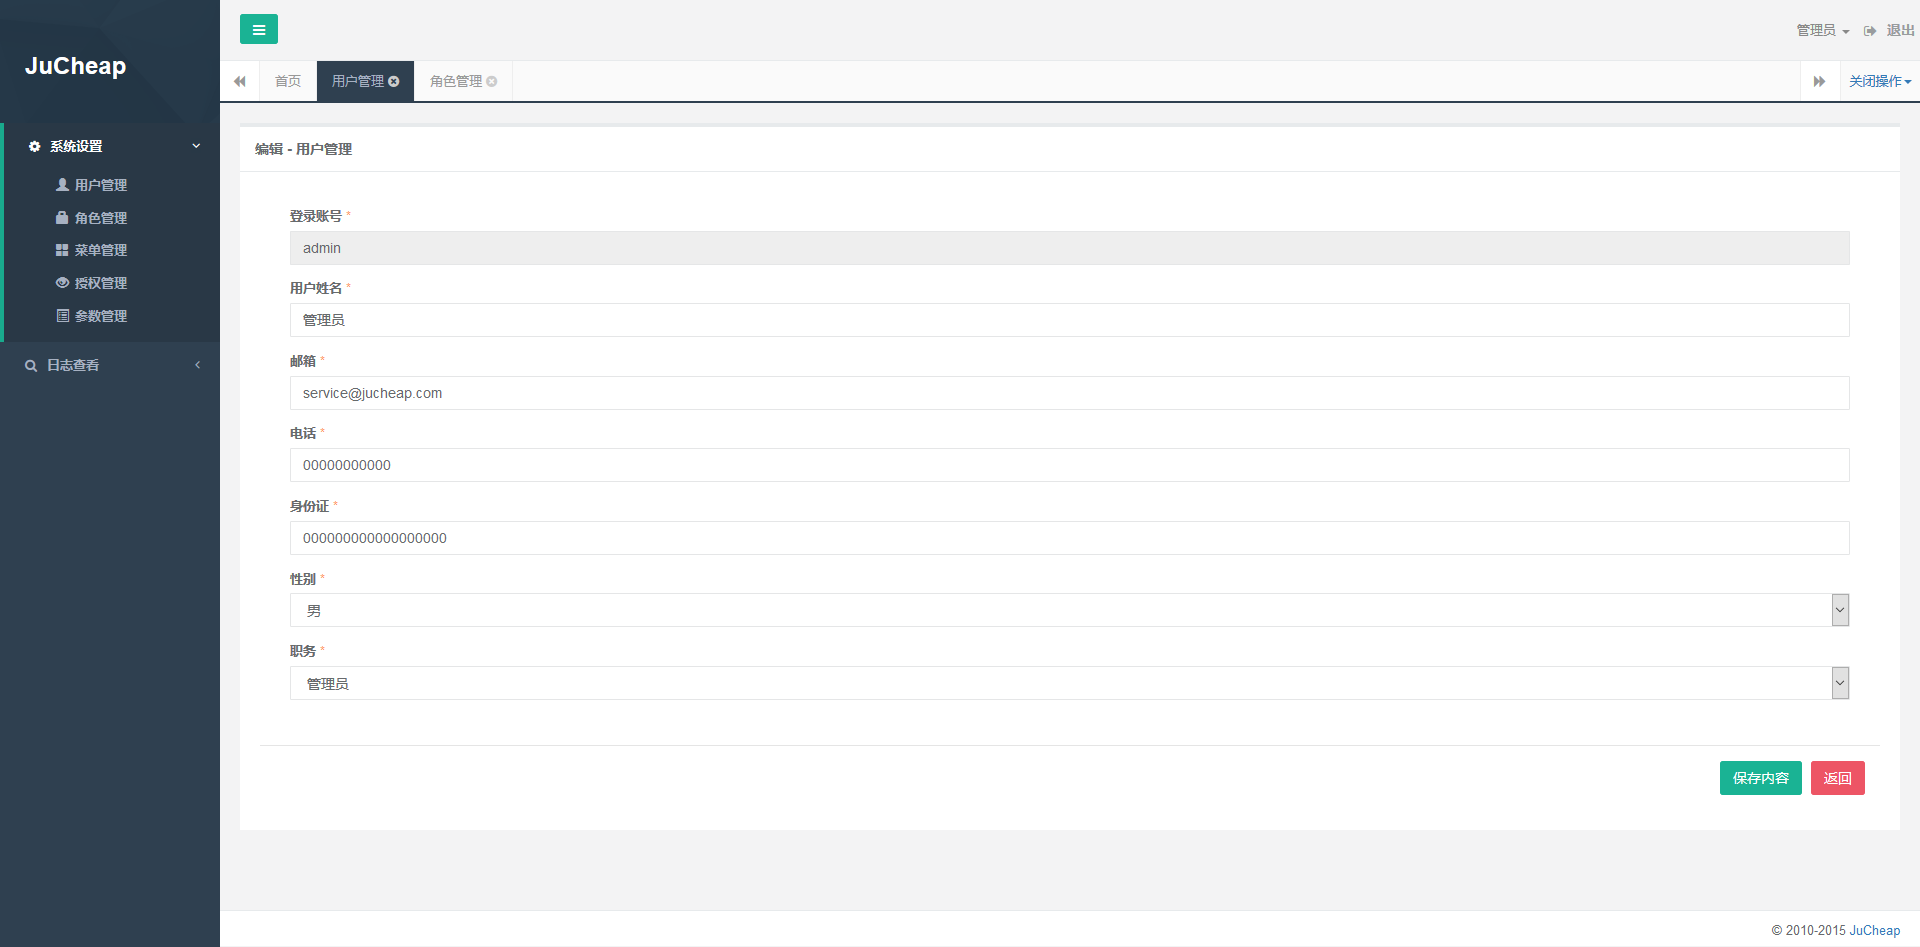 JuCheap
系统设置
用户管理
角色管理
菜单管理
授权管理
参数管理
日志查看
管理员 退出
首页 用户管理 角色管理 关闭操作
编辑 - 用户管理
登录账号 *
admin
用户姓名 *
管理员
邮箱 *
service@jucheap.com
电话 *
00000000000
身份证 *
000000000000000000
性别 *
男
职务 *
管理员
保存内容 返回
© 2010-2015 JuCheap